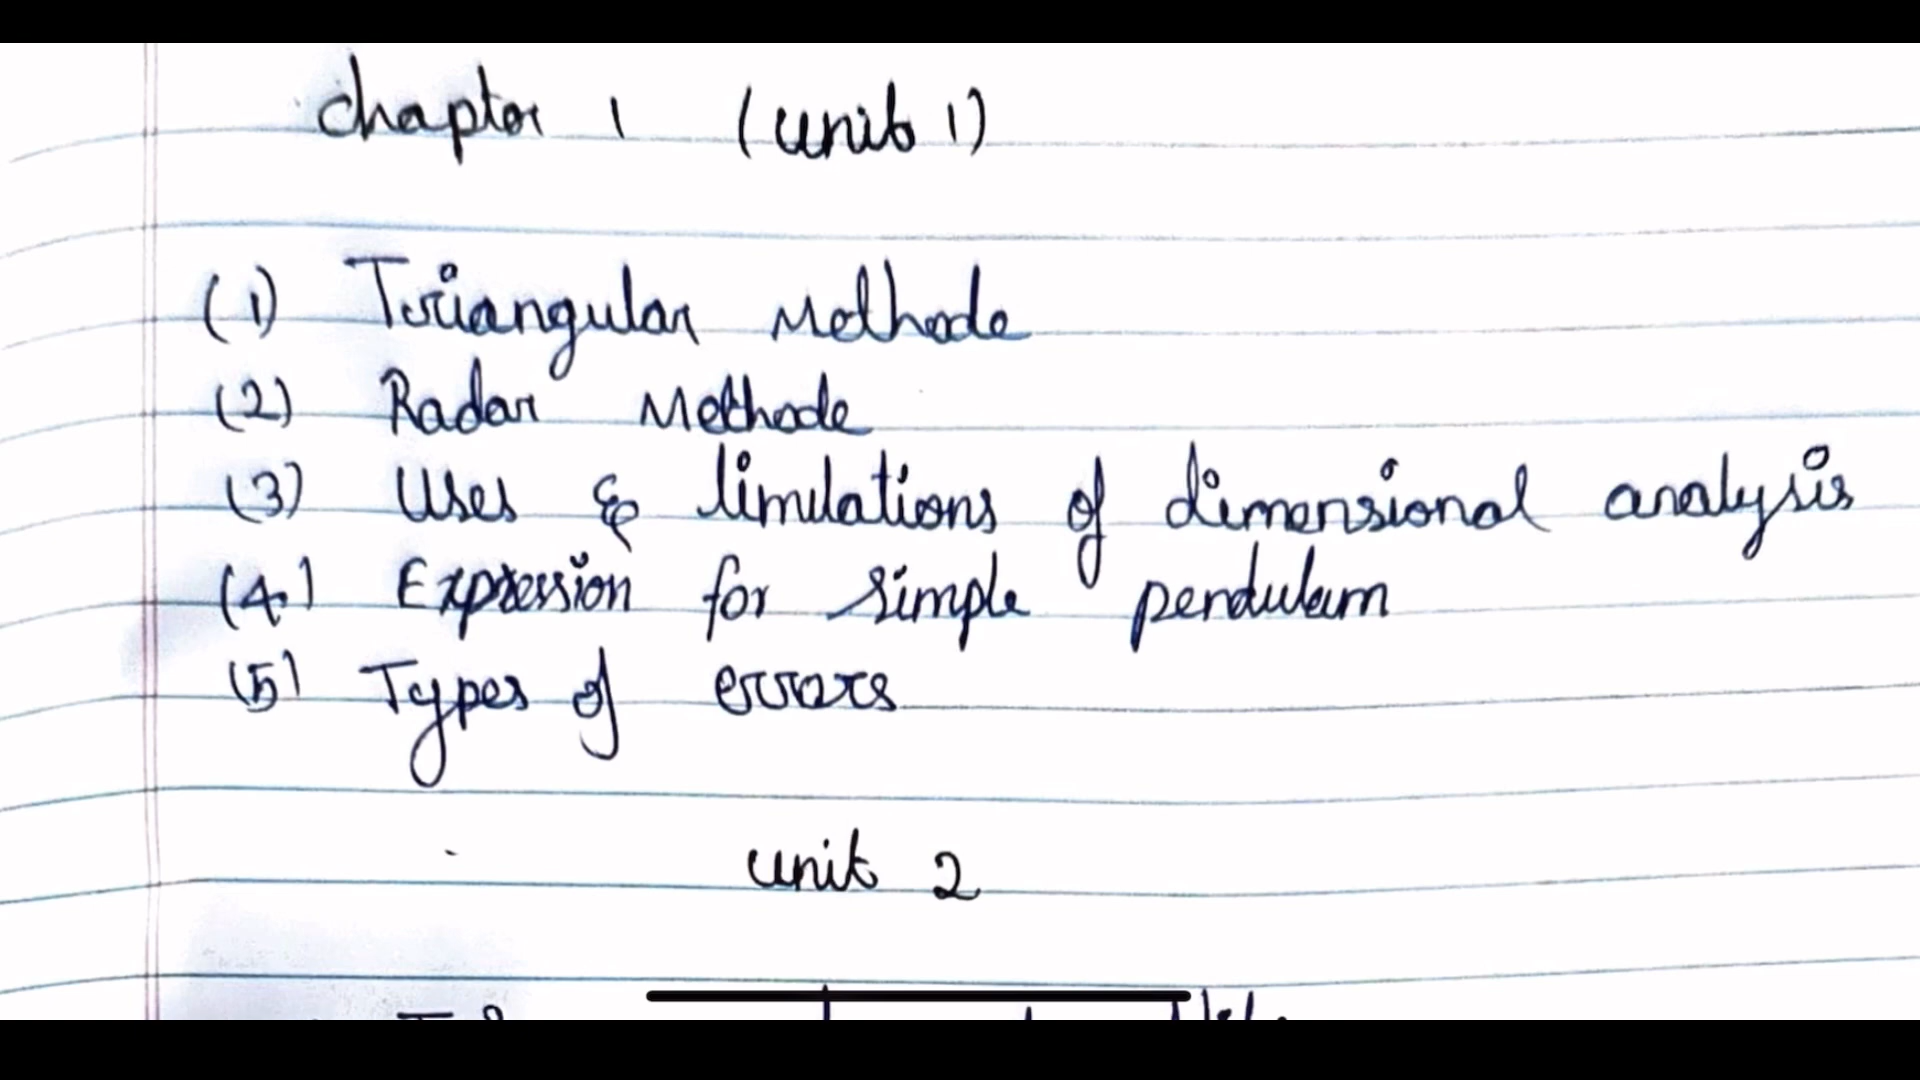 chapter 1 (unit 1)
(1) Triangular Methode
(2) Radar Methode
(3) Uses & limitations of dimensional analysis
(4) Expression for simple pendulum
(5) Types of errors
unit 2